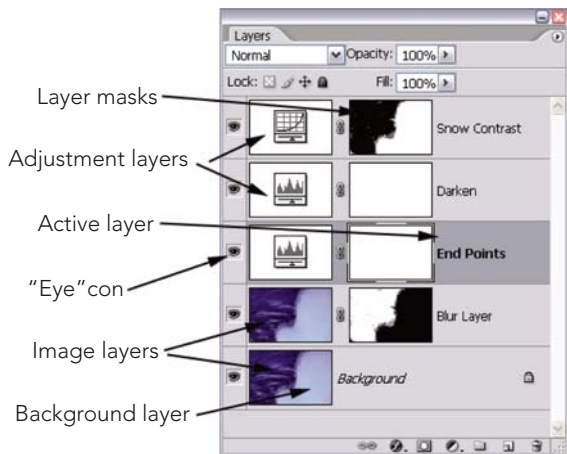 Layers
Normal Opacity: 100%
Lock: Fill: 100%
Layer masks
Snow Contrast
Adjustment layers
Darken
Active layer
End Points
"Eye"con
Blur Layer
Image layers
Background
Background layer